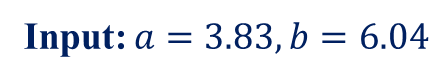 Input: a = 3.83, b = 6.04